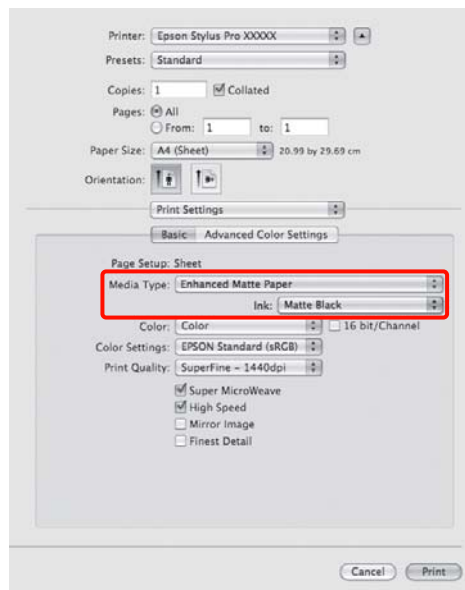 Printer: Epson Stylus Pro XXXXX
Presets: Standard
Copies: 1 Collated
Pages: All
From: 1 to: 1
Paper Size: A4 (Sheet) 20.99 by 29.69 cm
Orientation:
Print Settings
Basic Advanced Color Settings
Page Setup: Sheet
Media Type: Enhanced Matte Paper
Ink: Matte Black
Color: Color 16 bit/Channel
Color Settings: EPSON Standard (sRGB)
Print Quality: SuperFine - 1440dpi
Super MicroWeave
High Speed
Mirror Image
Finest Detail
Cancel Print